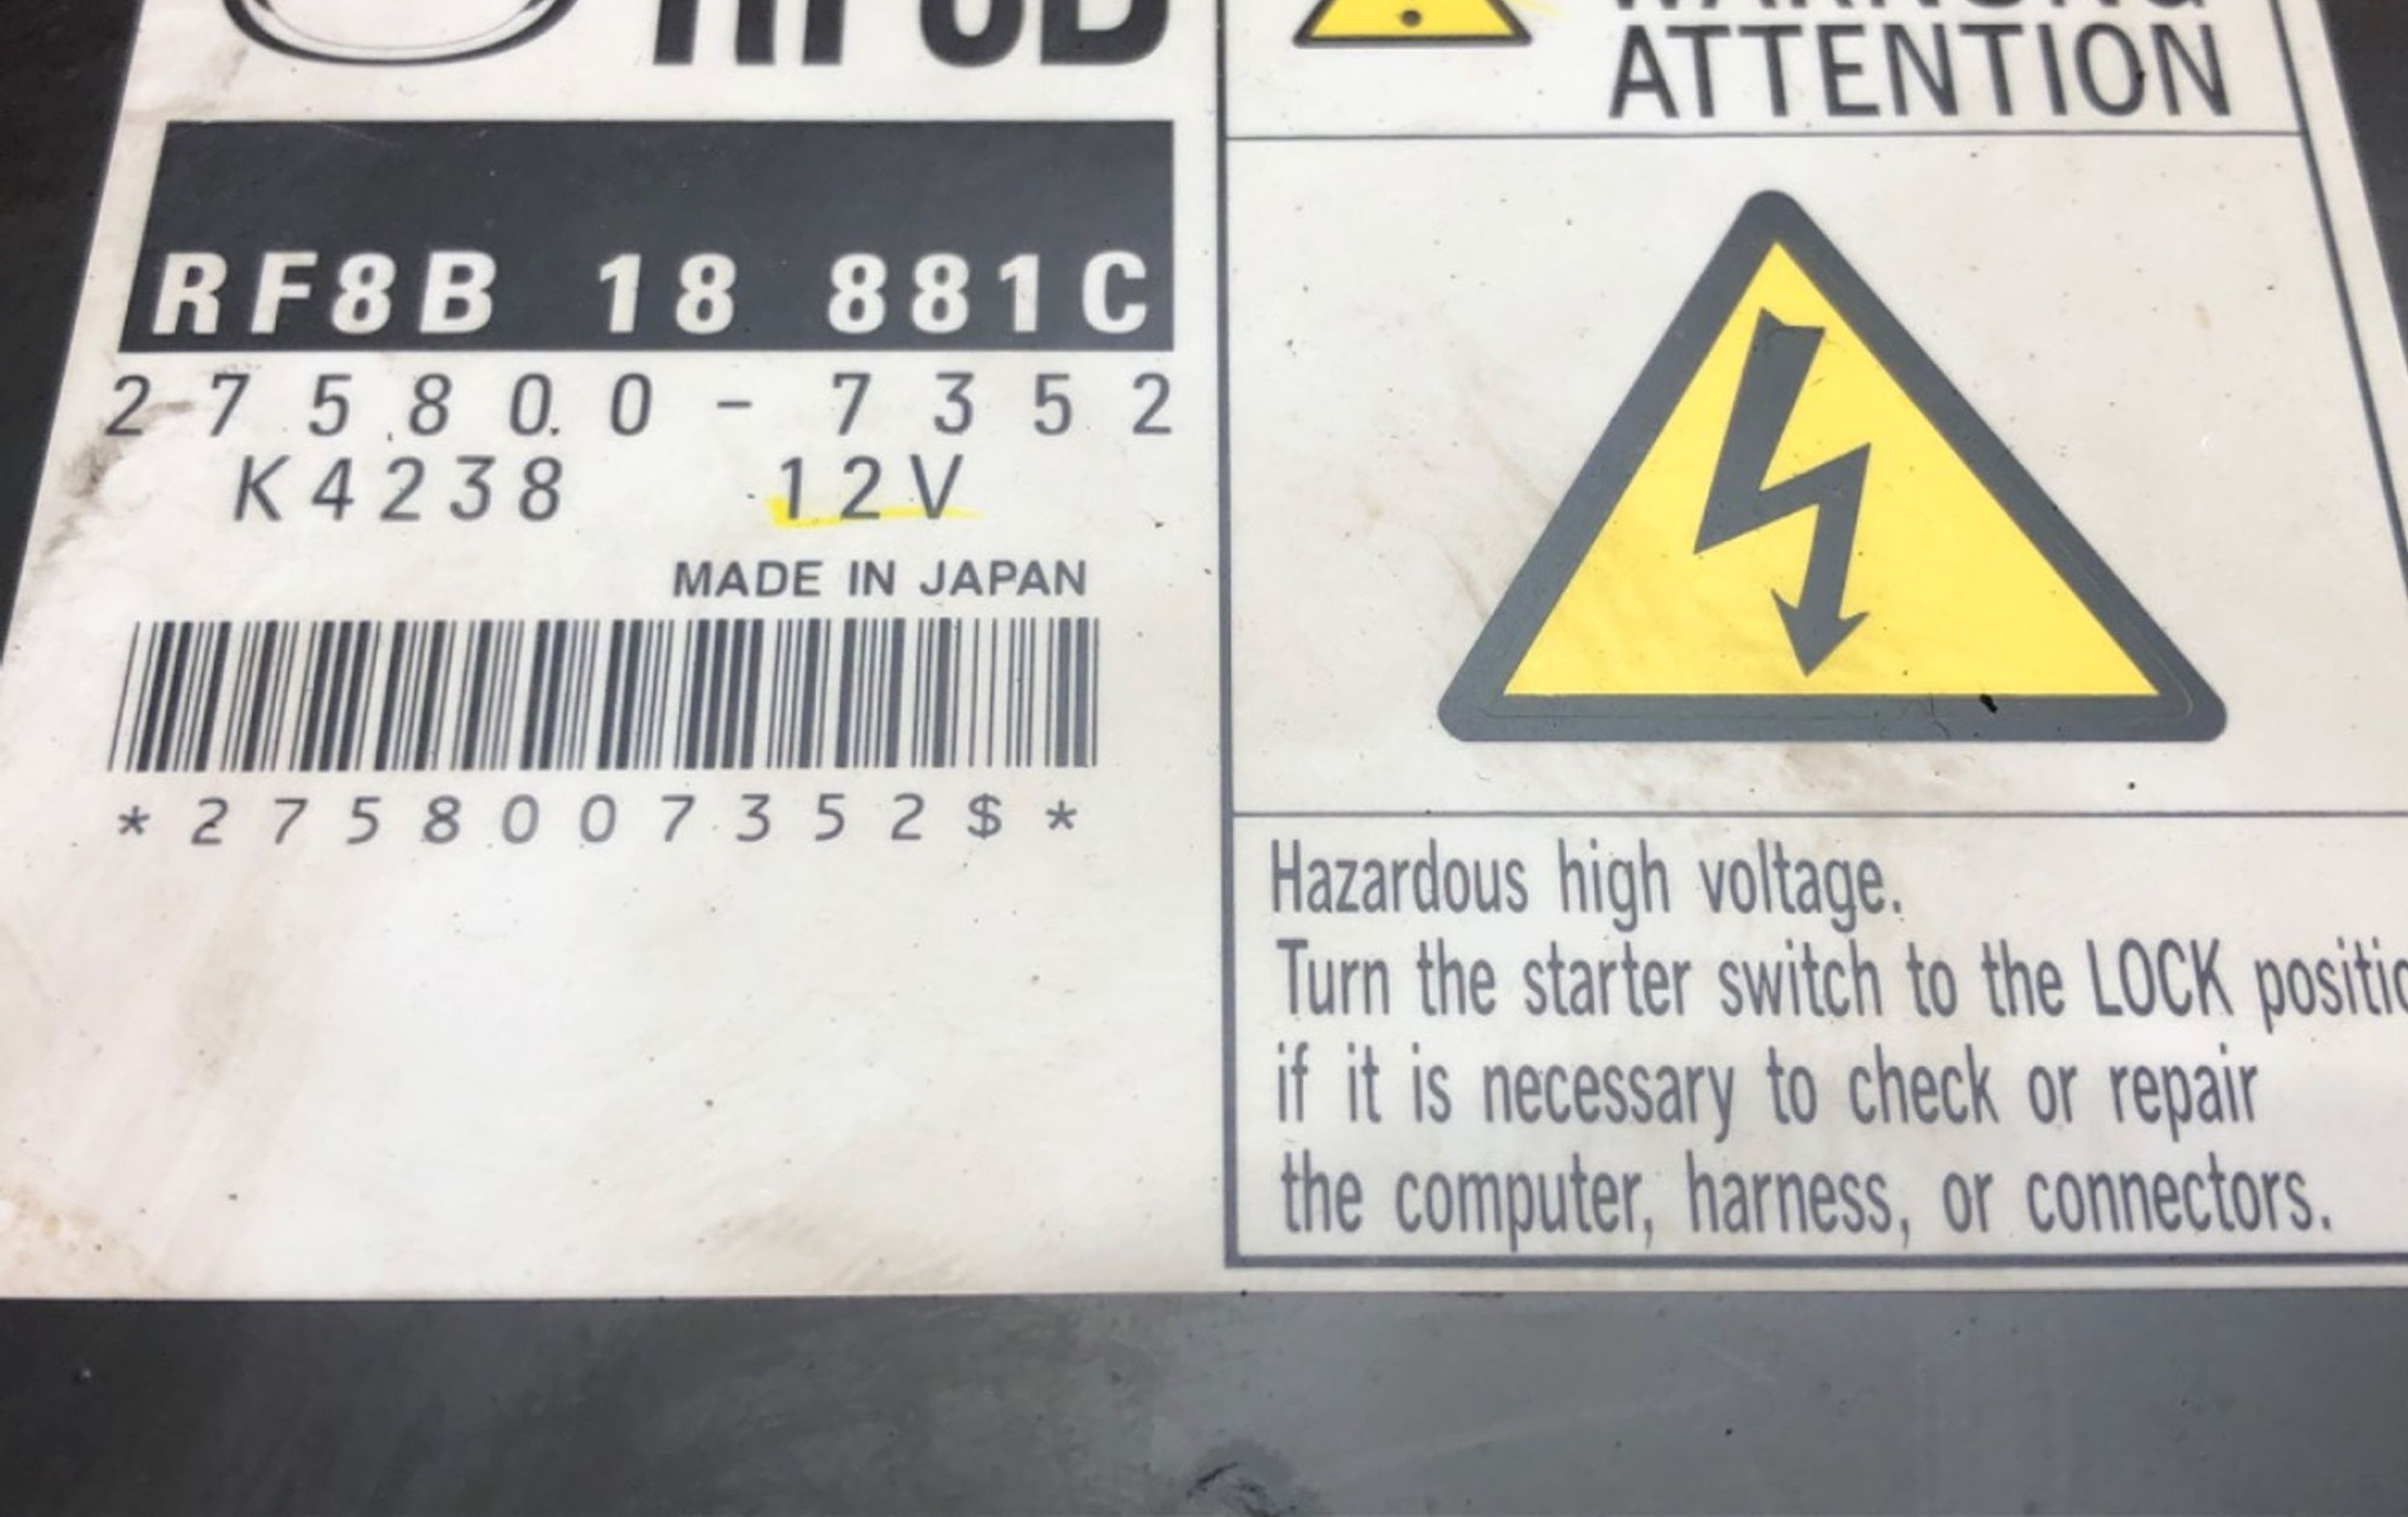 RF8B
RF8B 18 881C
275800-7352
K4238 12V
MADE IN JAPAN
*2758007352$*
ATTENTION
Hazardous high voltage.
Turn the starter switch to the LOCK
if it is necessary to check or repair
the computer, harness, or connectors.